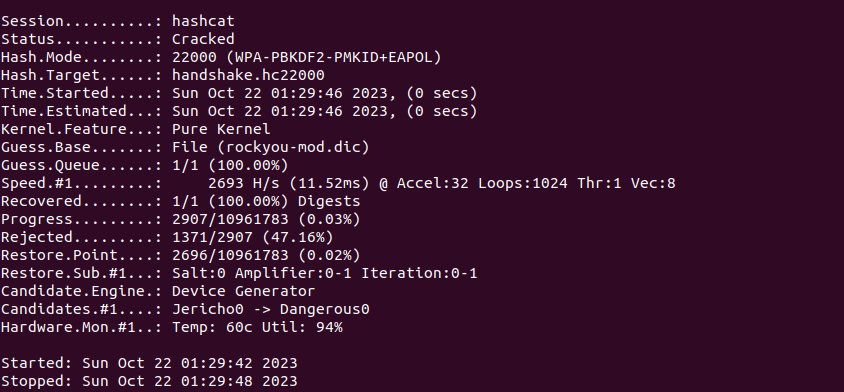 Session..........: hashcat
Status...........: Cracked
Hash.Mode........: 22000 (WPA-PBKDF2-PMKID+EAPOL)
Hash.Target......: handshake.hc22000
Time.Started.....: Sun Oct 22 01:29:46 2023, (0 secs)
Time.Estimated...: Sun Oct 22 01:29:46 2023, (0 secs)
Kernel.Feature...: Pure Kernel
Guess.Base.......: File (rockyou-mod.dic)
Guess.Queue......: 1/1 (100.00%)
Speed.#1.........:     2693 H/s (11.52ms) @ Accel:32 Loops:1024 Thr:1 Vec:8
Recovered........: 1/1 (100.00%) Digests
Progress.........: 2907/10961783 (0.03%)
Rejected.........: 1371/2907 (47.16%)
Restore.Point....: 2696/10961783 (0.02%)
Restore.Sub.#1...: Salt:0 Amplifier:0-1 Iteration:0-1
Candidate.Engine.: Device Generator
Candidates.#1....: Jericho0 -> Dangerous0
Hardware.Mon.#1..: Temp: 60c Util: 94%
Started: Sun Oct 22 01:29:42 2023
Stopped: Sun Oct 22 01:29:48 2023